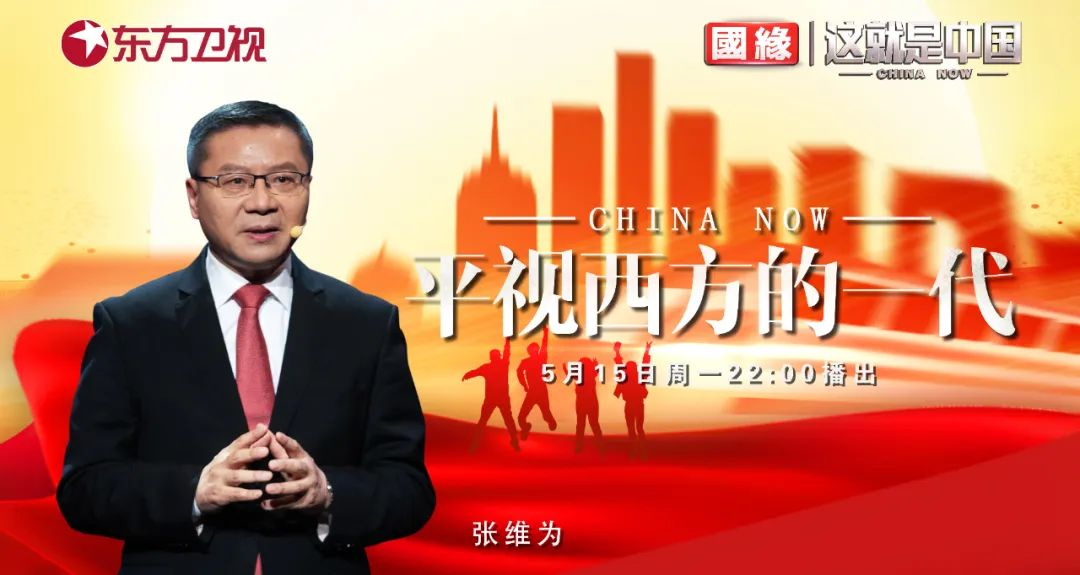 东方卫视
國緣 这就是中国
CHINA NOW
CHINA NOW
平视西方的一代
5月15日周一22:00播出
张维为